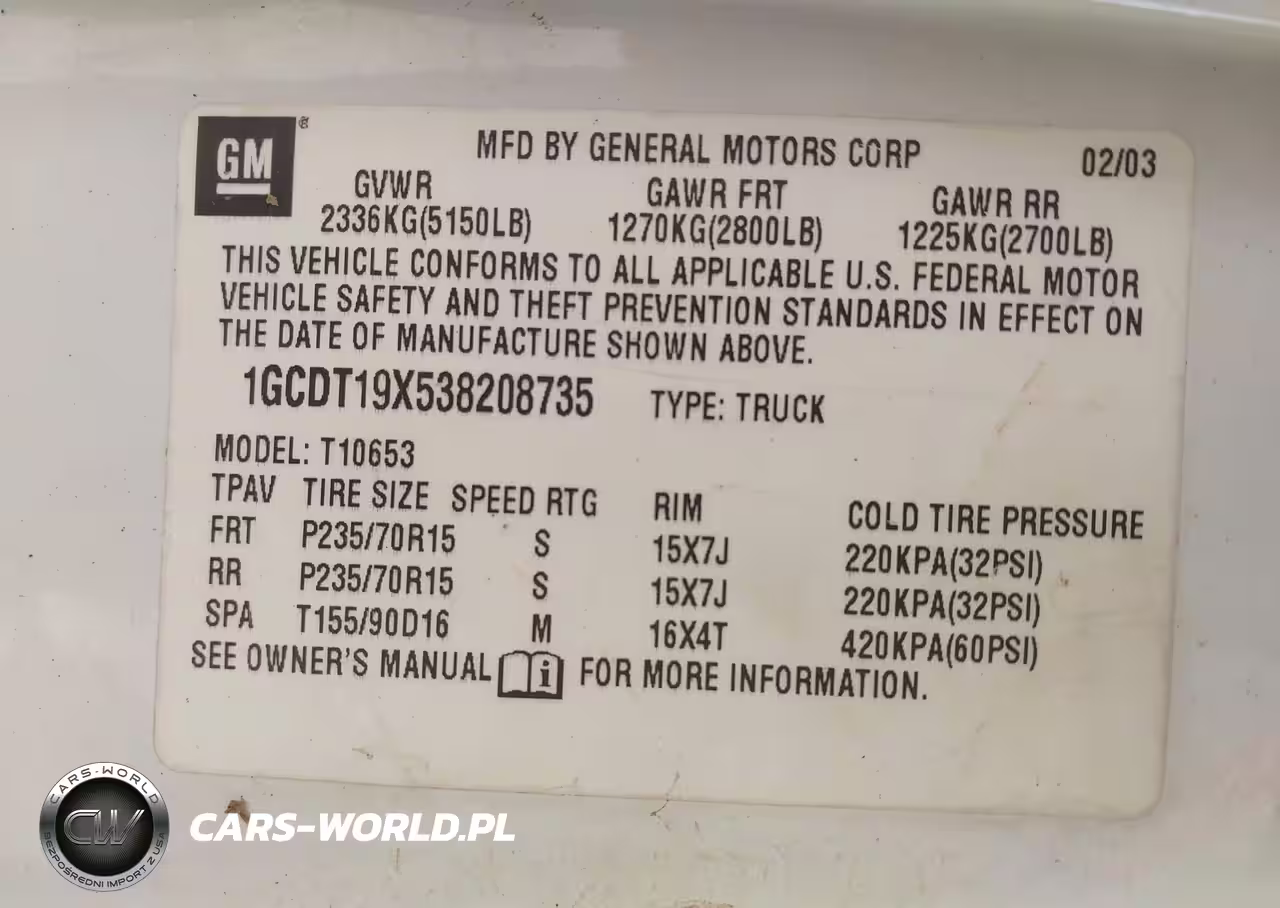 GM
MFD BY GENERAL MOTORS CORP 02/03
GVWR GAWR FRT GAWR RR
2336KG(5150LB) 1270KG(2800LB) 1225KG(2700LB)
THIS VEHICLE CONFORMS TO ALL APPLICABLE U.S. FEDERAL MOTOR
VEHICLE SAFETY AND THEFT PREVENTION STANDARDS IN EFFECT ON
THE DATE OF MANUFACTURE SHOWN ABOVE.
1GCDT19X538208735 TYPE: TRUCK
MODEL: T10653
TPAV TIRE SIZE SPEED RTG RIM COLD TIRE PRESSURE
FRT P235/70R15 S 15X7J 220KPA(32PSI)
RR P235/70R15 S 15X7J 220KPA(32PSI)
SPA T155/90D16 M 16X4T 420KPA(60PSI)
SEE OWNER'S MANUAL i FOR MORE INFORMATION.
CARS-WORLD
CW
BEZPOŚREDNI IMPORT Z USA
CARS-WORLD.PL